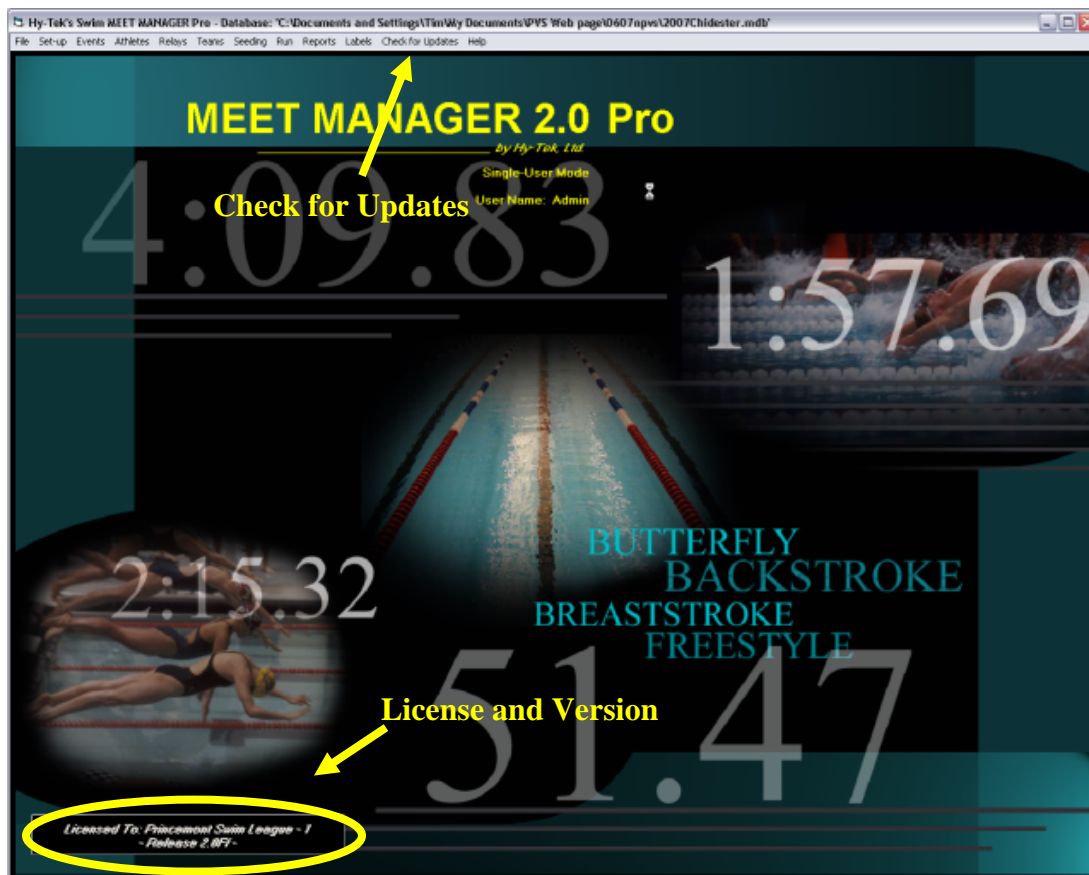 Hy-Tek's Swim MEET MANAGER Pro - Database: 'C:\Documents and Settings\Tim\My Documents\PVS Web page\0607npvs\2007Chidester.mdb'
File Set-up Events Athletes Relays Teams Seeding Run Reports Labels Check for Updates Help
MEET MANAGER 2.0 Pro
by Hy-Tek, Ltd.
Single-User Mode
User Name: Admin
Check for Updates
4:09.83
1:57.69
2:15.32
BUTTERFLY
BACKSTROKE
BREASTSTROKE
FREESTYLE
51.47
License and Version
Licensed To: Princemont Swim League - 1